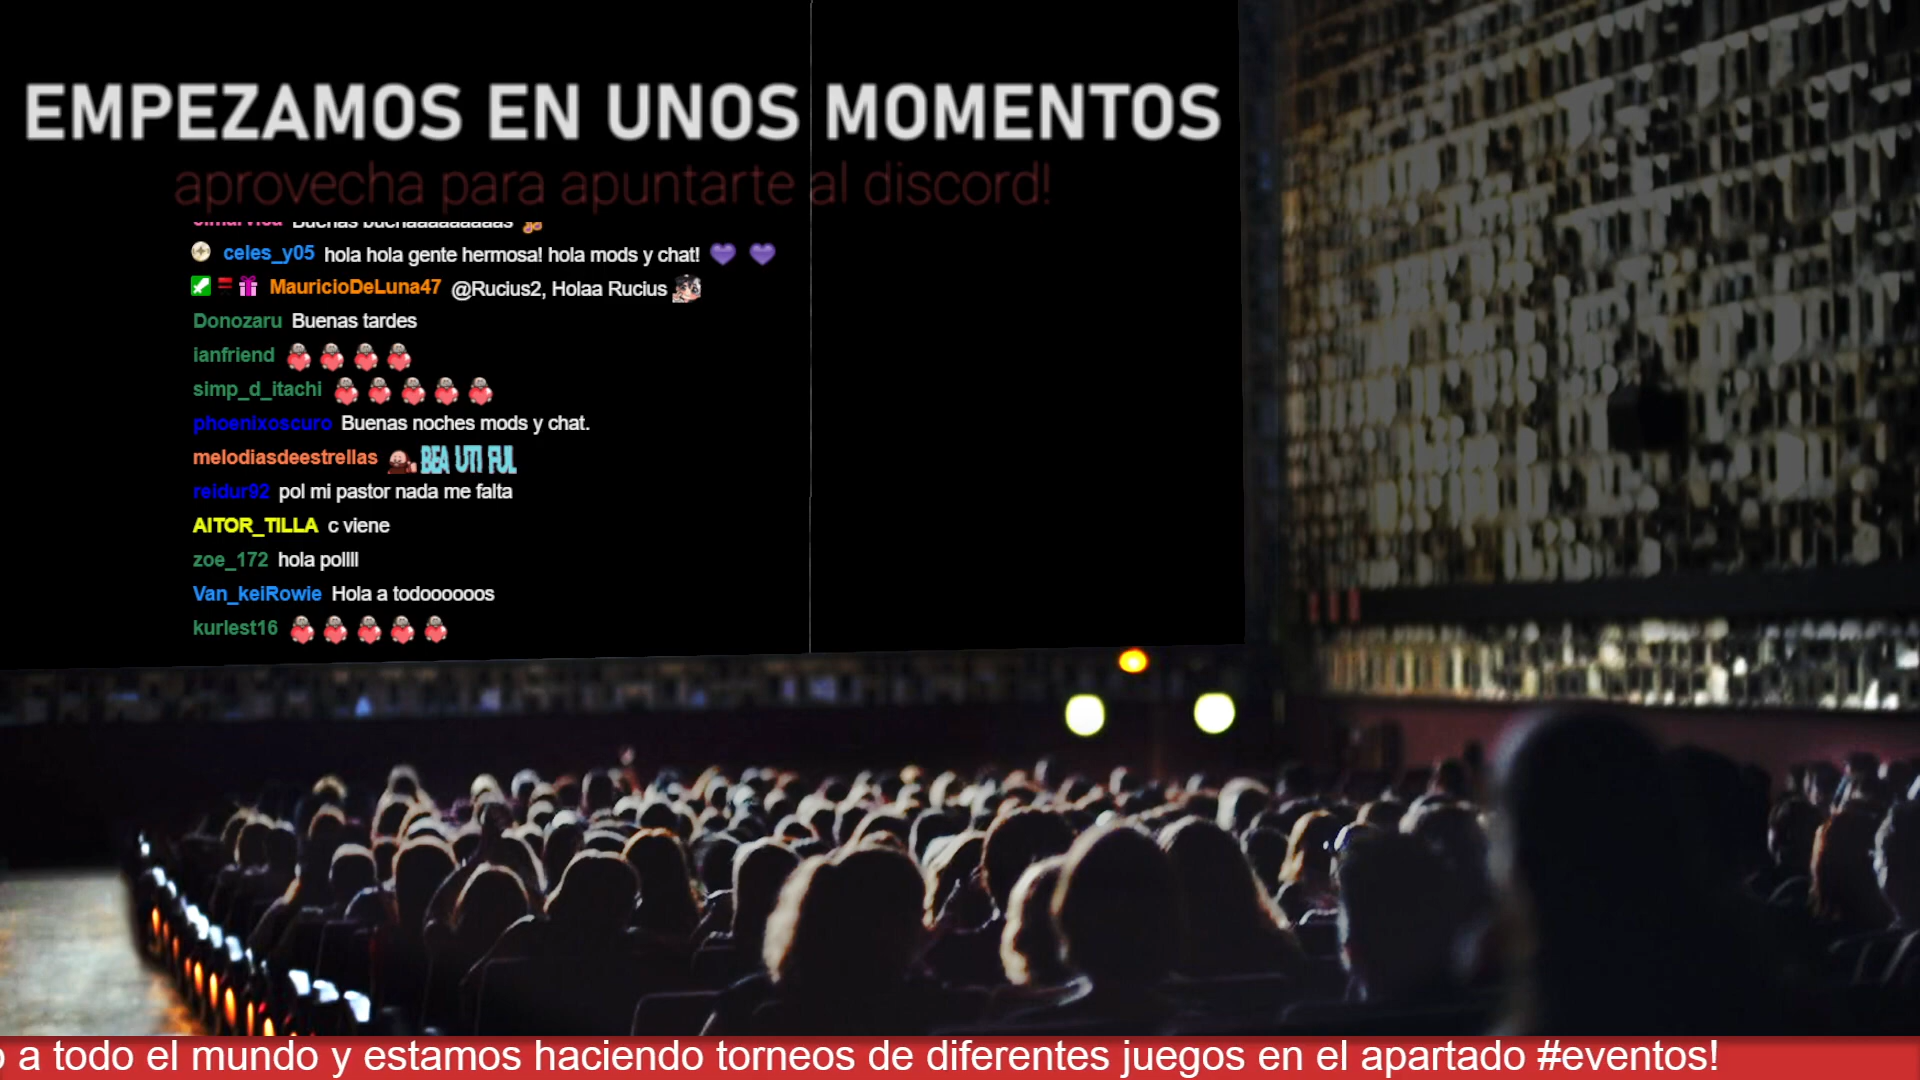 EMPEZAMOS EN UNOS MOMENTOS
aprovecha para apuntarte al discord!
celes_y05 hola hola gente hermosa! hola mods y chat!
MauricioDeLuna47 @Rucius2, Holaa Rucius
Donozaru Buenas tardes
ianfriend
simp_d_itachi
phoenixoscuro Buenas noches mods y chat.
melodiasdeestrellas BEA UTI FUL
reidur92 pol mi pastor nada me falta
AITOR_TILLA c viene
zoe_172 hola pollll
Van_keiRowie Hola a todoooooos
kurlest16
a todo el mundo y estamos haciendo torneos de diferentes juegos en el apartado #eventos!